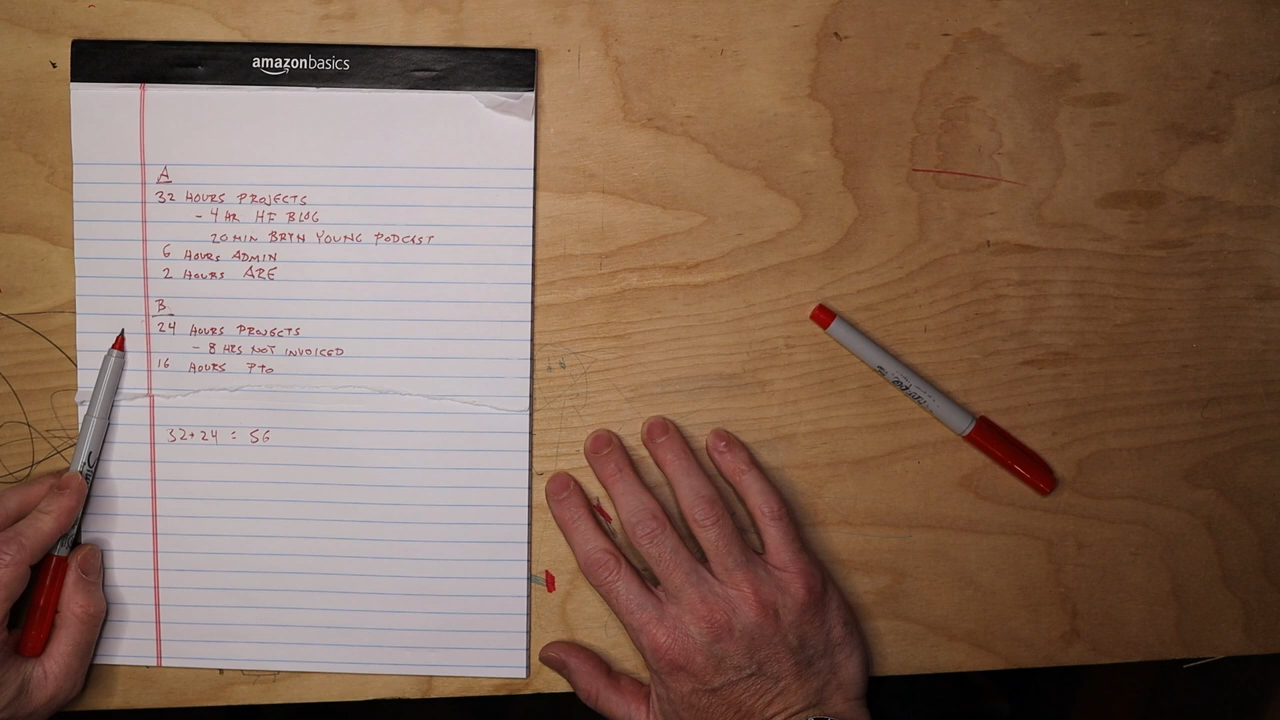 amazonbasics
A
32 HOURS PROJECTS
- 4 HR HF BLOG
20 MIN BRYN YOUNG PODCAST
6 HOURS ADMIN
2 HOURS ARE
B
24 HOURS PROJECTS
- 8 HRS NOT INVOICED
16 HOURS PTO
32+24 = 56